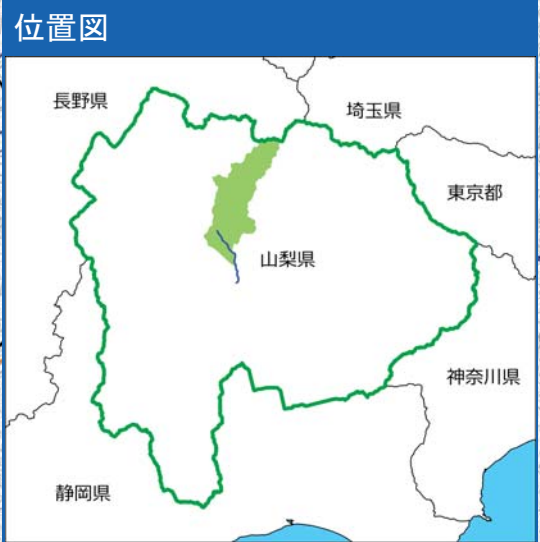 位置図
長野県
埼玉県
東京都
山梨県
神奈川県
静岡県